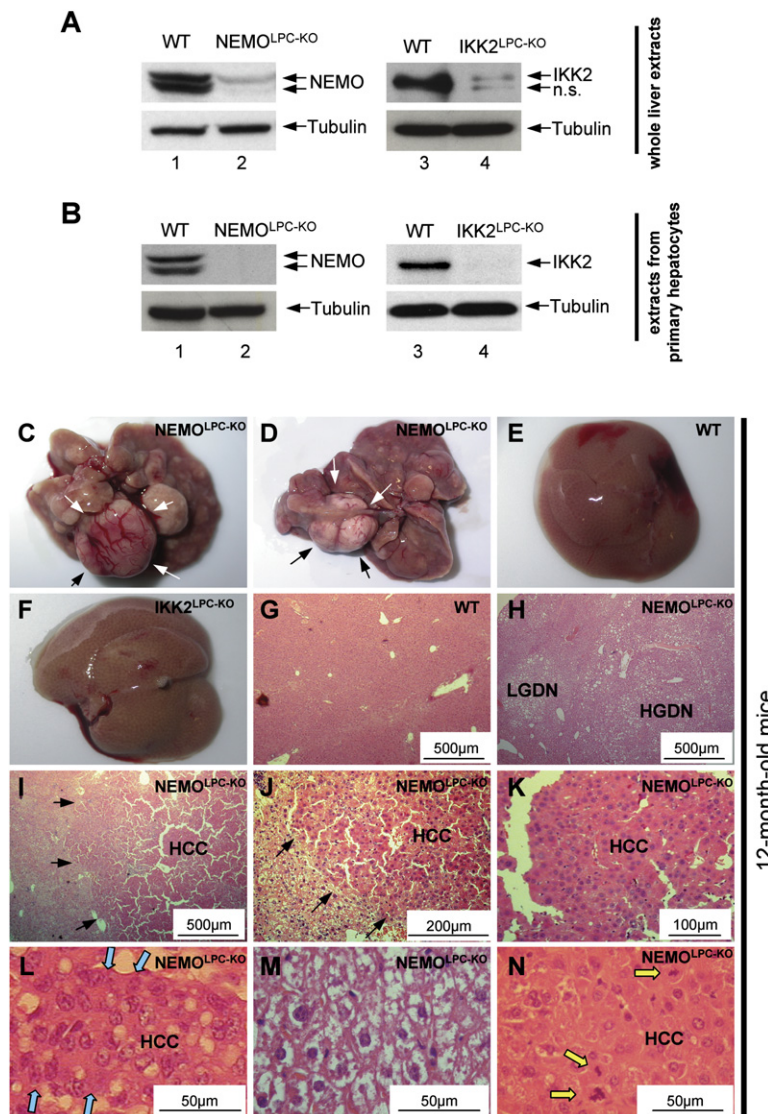 A
WT NEMO^LPC-KO
NEMO
Tubulin
1 2
WT IKK2^LPC-KO
IKK2
n.s.
Tubulin
3 4
whole liver extracts
B
WT NEMO^LPC-KO
NEMO
Tubulin
1 2
WT IKK2^LPC-KO
IKK2
Tubulin
3 4
extracts from
primary hepatocytes
C NEMO^LPC-KO
D NEMO^LPC-KO
E WT
F IKK2^LPC-KO
G WT
500µm
H NEMO^LPC-KO
LGDN
HGDN
500µm
I NEMO^LPC-KO
HCC
500µm
J NEMO^LPC-KO
HCC
200µm
K NEMO^LPC-KO
HCC
100µm
L NEMO^LPC-KO
HCC
50µm
M NEMO^LPC-KO
50µm
N NEMO^LPC-KO
HCC
50µm
12-month-old mice